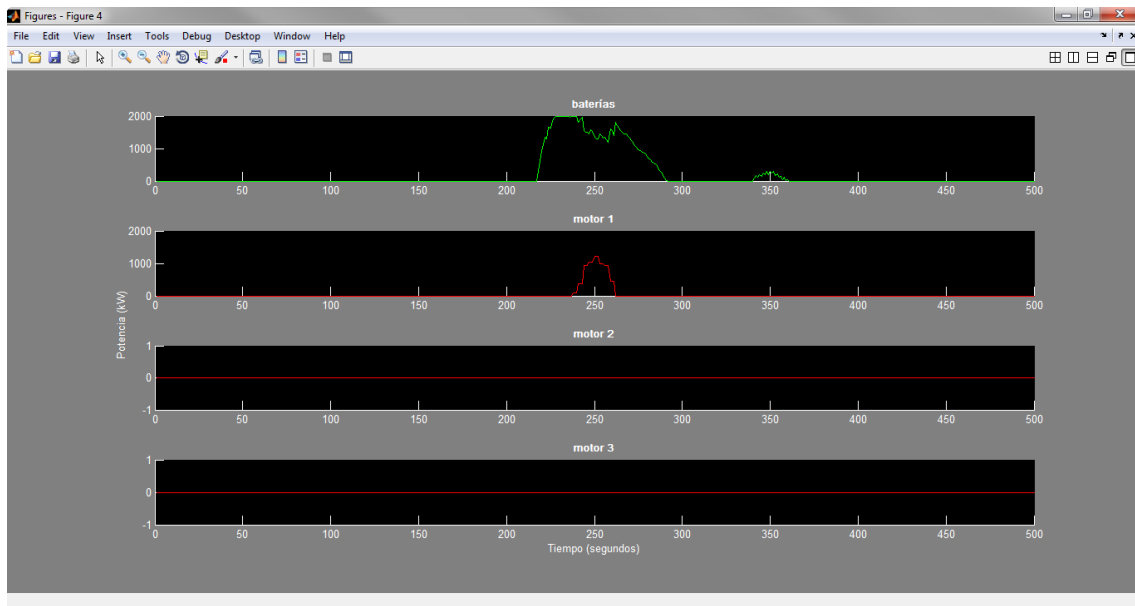 Figures - Figure 4
File Edit View Insert Tools Debug Desktop Window Help
baterías
2000
1000
0
0 50 100 150 200 250 300 350 400 450 500
motor 1
2000
1000
0
0 50 100 150 200 250 300 350 400 450 500
Potencia (kW)
motor 2
1
0
-1
0 50 100 150 200 250 300 350 400 450 500
motor 3
1
0
-1
0 50 100 150 200 250 300 350 400 450 500
Tiempo (segundos)